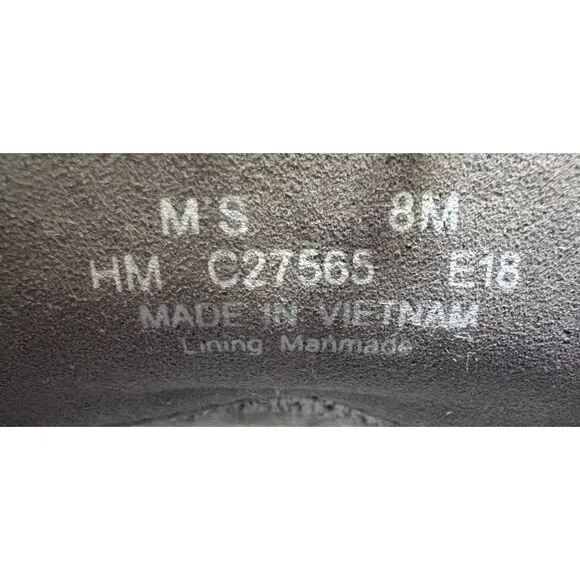 M'S 8M
HM C27565 E18
MADE IN VIETNAM
Lining: Manmade